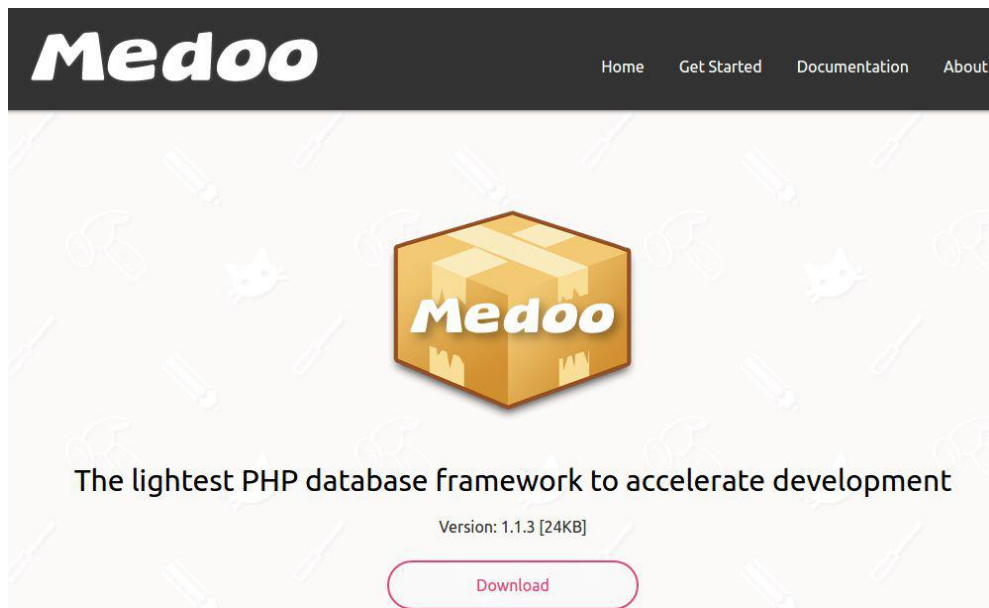 Medoo
Home Get Started Documentation About
Medoo
The lightest PHP database framework to accelerate development
Version: 1.1.3 [24KB]
Download